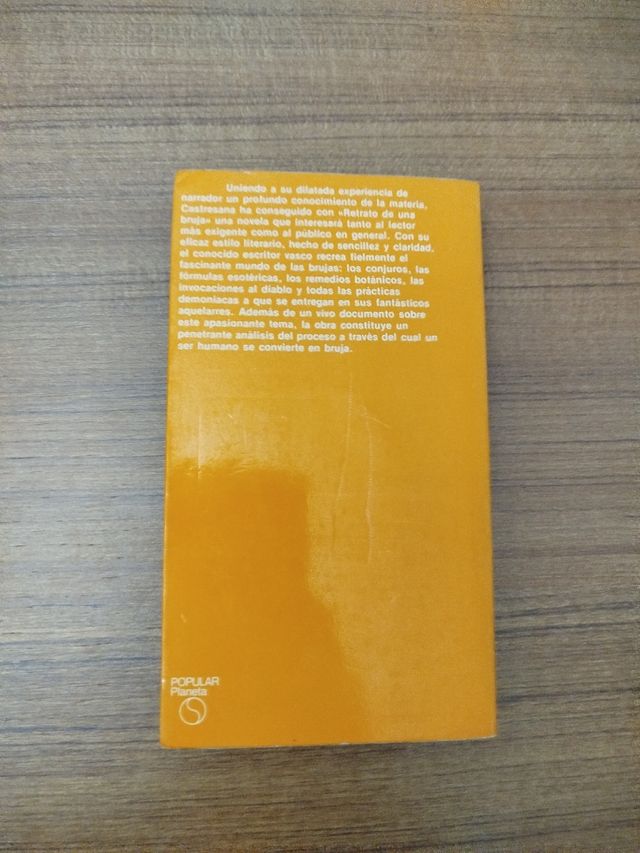 Uniendo a su dilatada experiencia de
narrador un profundo conocimiento de la materia,
Castresana ha conseguido con «Retrato de una
bruja» una novela que interesará tanto al lector
más exigente como al público en general. Con su
eficaz estilo literario, hecho de sencillez y claridad,
el conocido escritor vasco recrea fielmente el
fascinante mundo de las brujas: los conjuros, las
fórmulas esotéricas, los remedios botánicos, las
invocaciones al diablo y todas las prácticas
demoníacas a que se entregan en sus fantásticos
aquelarres. Además de un vivo documento sobre
este apasionante tema, la obra constituye un
penetrante análisis del proceso a través del cual un
ser humano se convierte en bruja.
POPULAR
Planeta